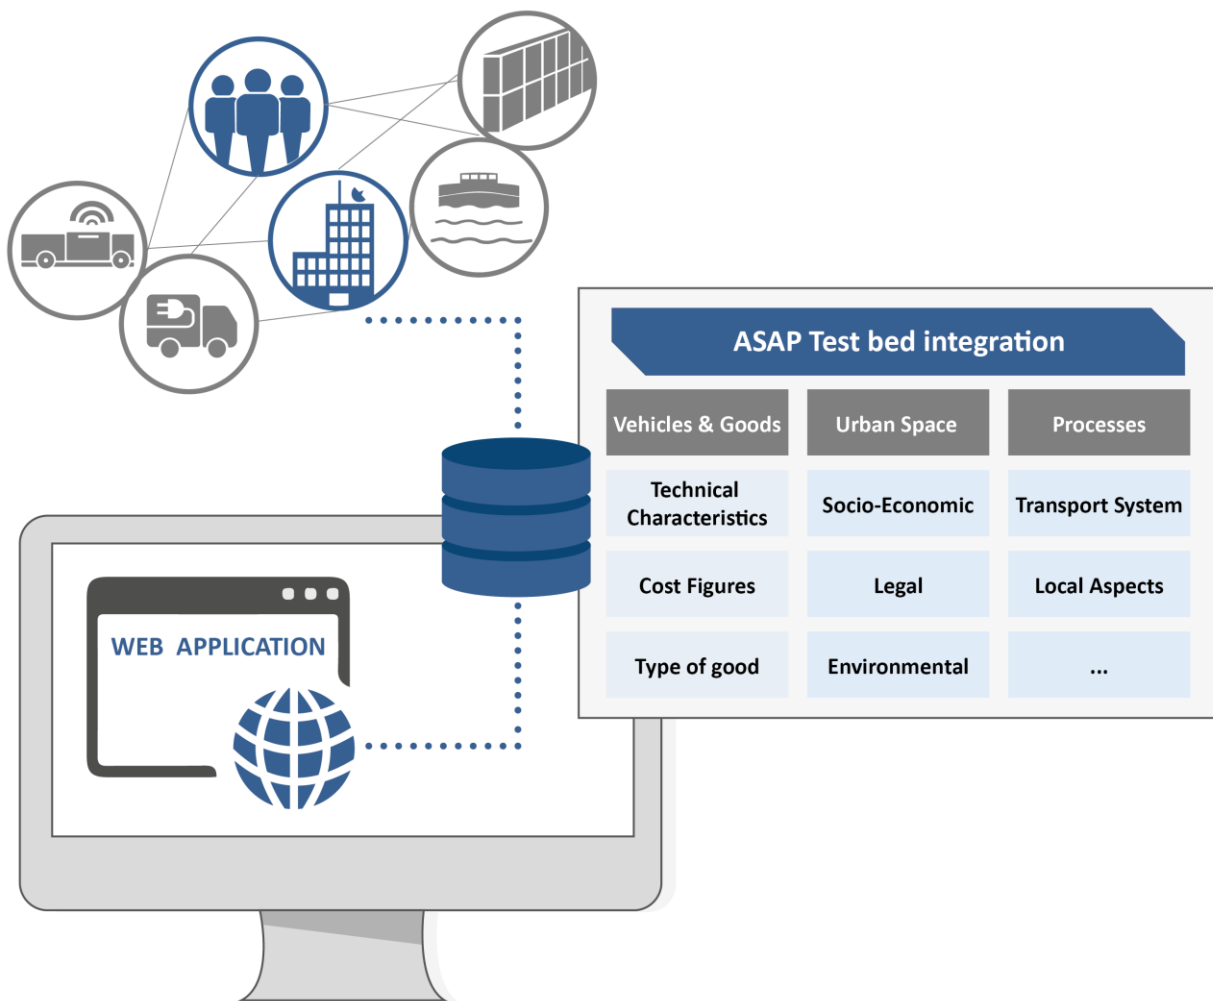 ASAP Test bed integration
Vehicles & Goods
Urban Space
Processes
Technical
Characteristics
Socio-Economic
Transport System
Cost Figures
Legal
Local Aspects
Type of good
Environmental
...
WEB APPLICATION